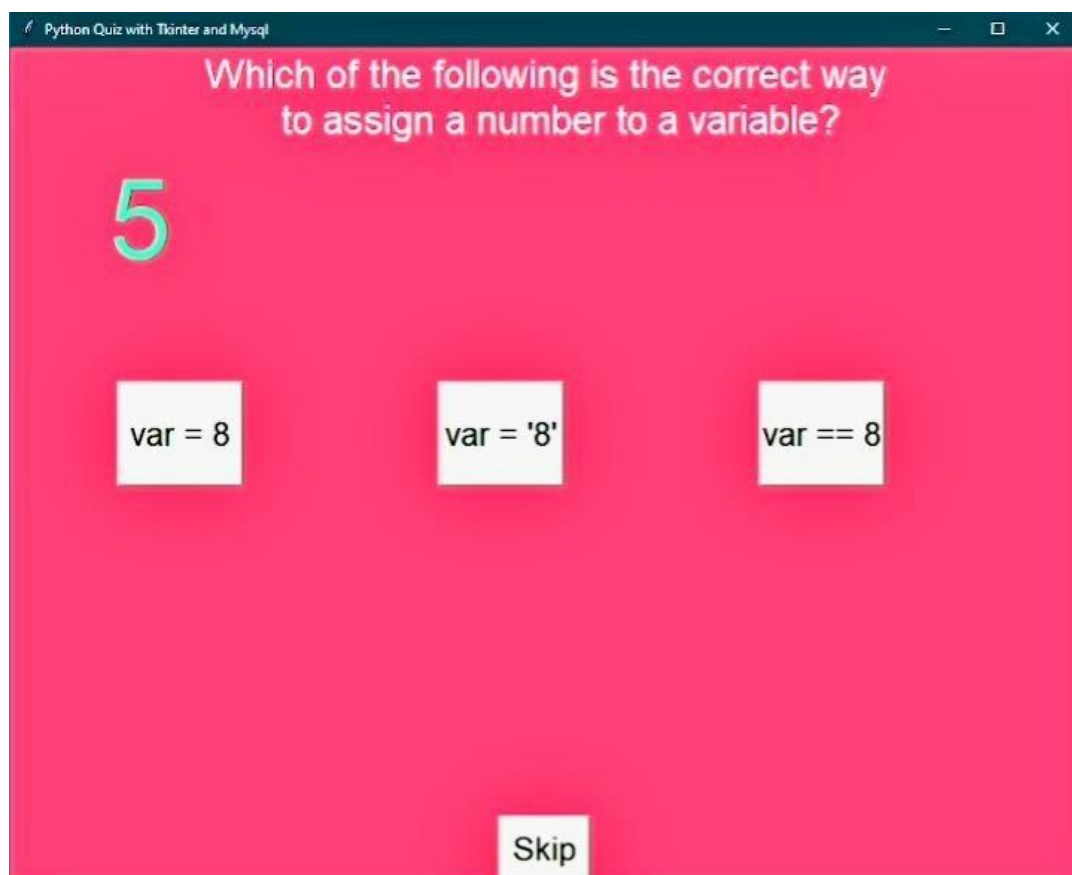 Python Quiz with Tkinter and Mysql
Which of the following is the correct way
to assign a number to a variable?
5
var = 8
var = '8'
var == 8
Skip